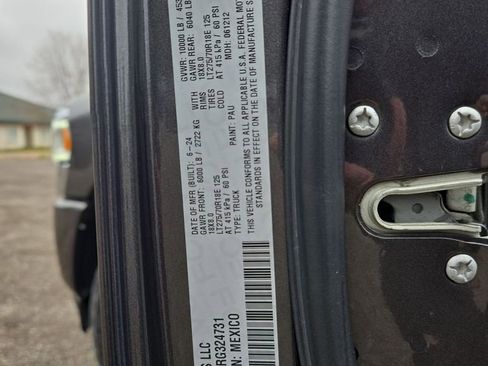 DATE OF MFR (BUILT): 6-24 GVWR: 10000 LB / 453
GAWR FRONT: 6000 LB / 2722 KG WITH GAWR REAR: 6040 LB
18X8.0 RIMS 18X8.0
LT275/70R18E 125 TIRES LT275/70R18E 125
AT 415 kPa / 60 PSI COLD AT 415 kPa / 60 PSI
TYPE: TRUCK PAINT: PAU MDH: 061212
THIS VEHICLE CONFORMS TO ALL APPLICABLE U.S.A. FEDERAL
STANDARDS IN EFFECT ON THE DATE OF MANUFACTURE
LLC
RG324731
MEXICO